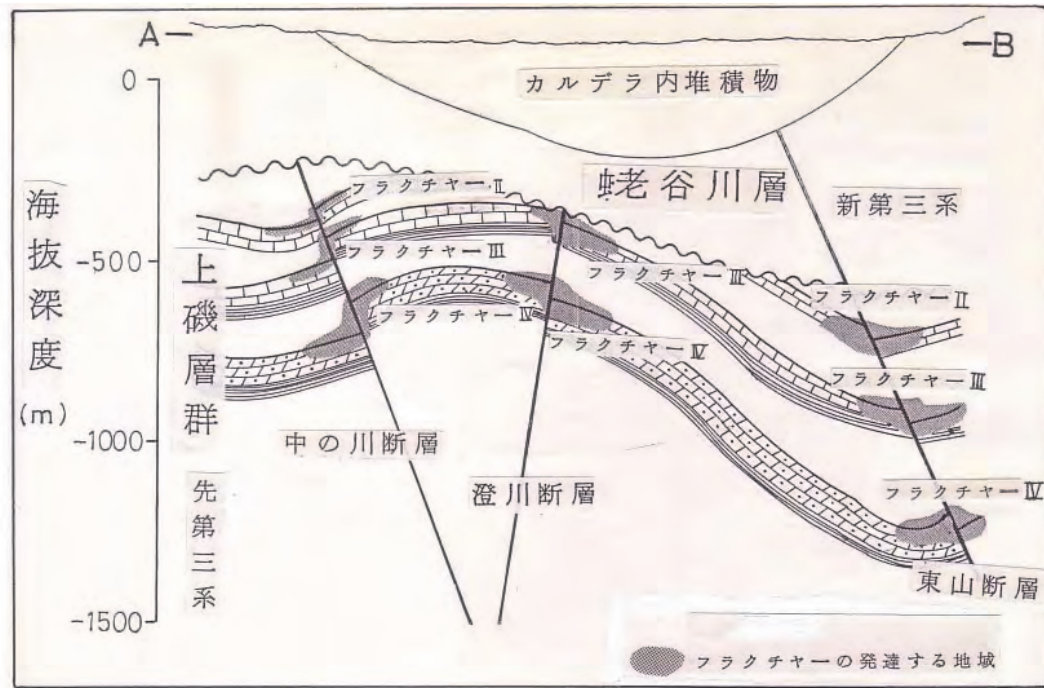 A
B
カルデラ内堆積物
0
-500
-1000
-1500
海抜深度
(m)
蛯谷川層
新第三系
フラクチャーⅡ
フラクチャーⅢ
フラクチャーⅣ
フラクチャーⅢ
フラクチャーⅣ
フラクチャーⅡ
フラクチャーⅢ
フラクチャーⅣ
上磯層群
先第三系
中の川断層
澄川断層
東山断層
フラクチャーの発達する地域